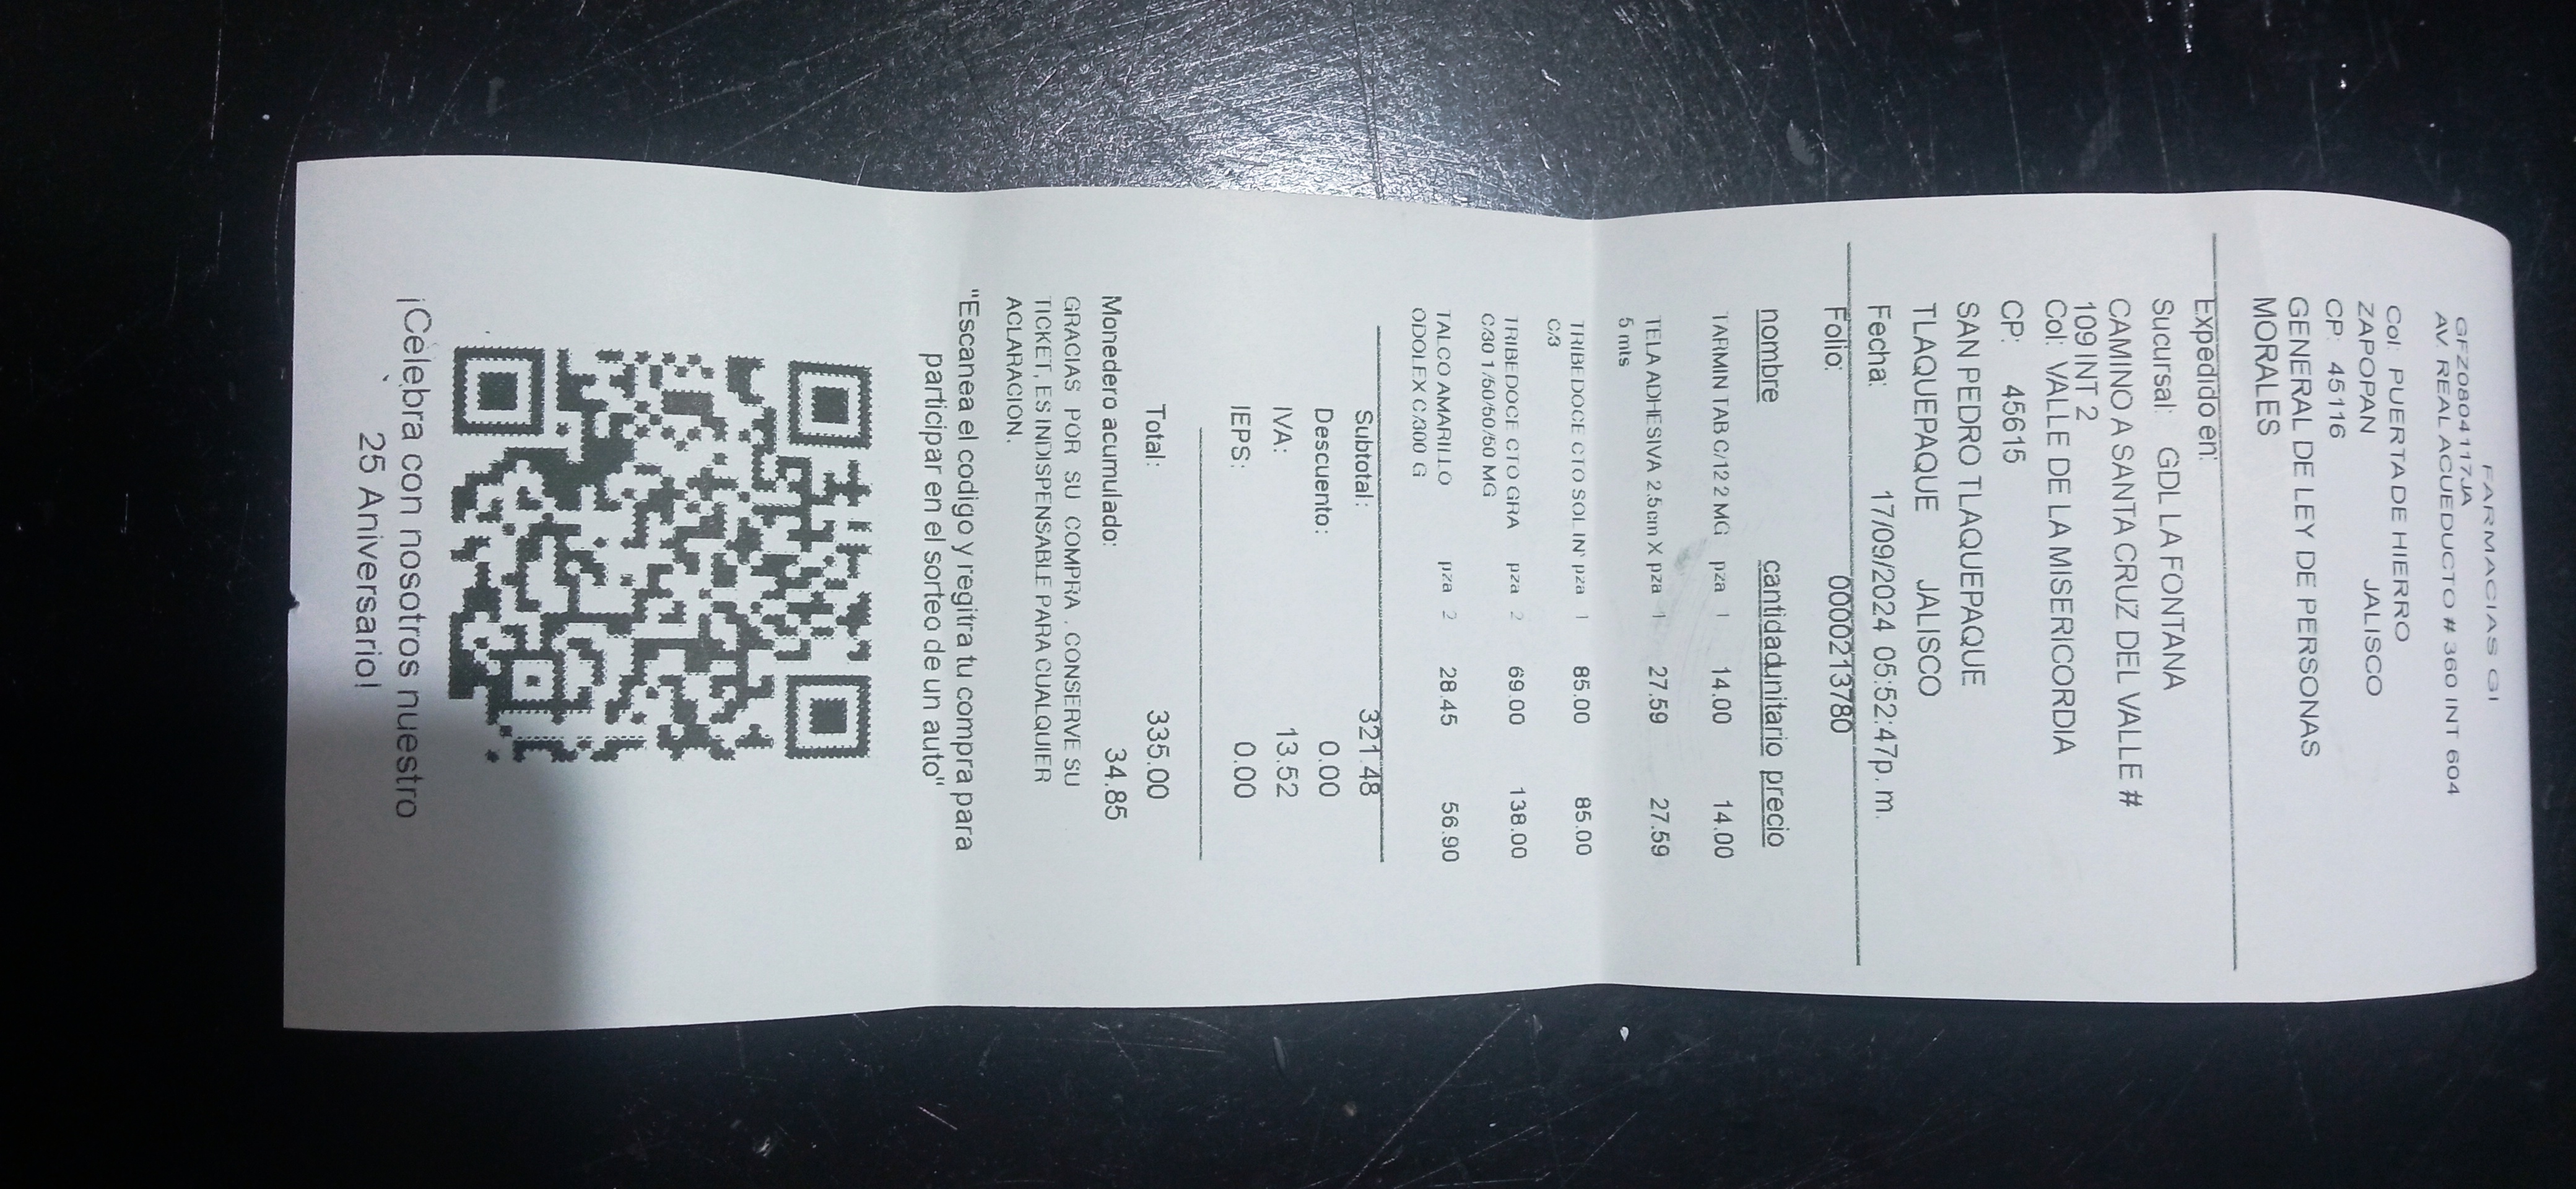 FARMACIAS GI
GFZ0804117JA
AV. REAL ACUEDUCTO # 360 INT 604
Col: PUERTA DE HIERRO
ZAPOPAN JALISCO
CP: 45116
GENERAL DE LEY DE PERSONAS
MORALES
Expedido en:
Sucursal: GDL LA FONTANA
CAMINO A SANTA CRUZ DEL VALLE #
109 INT 2
Col: VALLE DE LA MISERICORDIA
CP: 45615
SAN PEDRO TLAQUEPAQUE
TLAQUEPAQUE JALISCO
Fecha: 17/09/2024 05:52:47p. m.
Folio: 0000213780
nombre cantidadunitario precio
TARMIN TAB C/12 2 MG pza 1 14.00 14.00
TELA ADHESIVA 2.5cm X pza 1 27.59 27.59
5 mts
TRIBEDOCE CTO SOL IN' pza 1 85.00 85.00
C/3
TRIBEDOCE CTO GRA pza 2 69.00 138.00
C/30 1/50/50/50 MG
TALCO AMARILLO pza 2 28.45 56.90
ODOLEX C/300 G
Subtotal: 321.48
Descuento: 0.00
IVA: 13.52
IEPS: 0.00
Total: 335.00
Monedero acumulado: 34.85
GRACIAS POR SU COMPRA . CONSERVE SU
TICKET, ES INDISPENSABLE PARA CUALQUIER
ACLARACION.
"Escanea el codigo y regitra tu compra para
participar en el sorteo de un auto"
¡Celebra con nosotros nuestro
25 Aniversario!